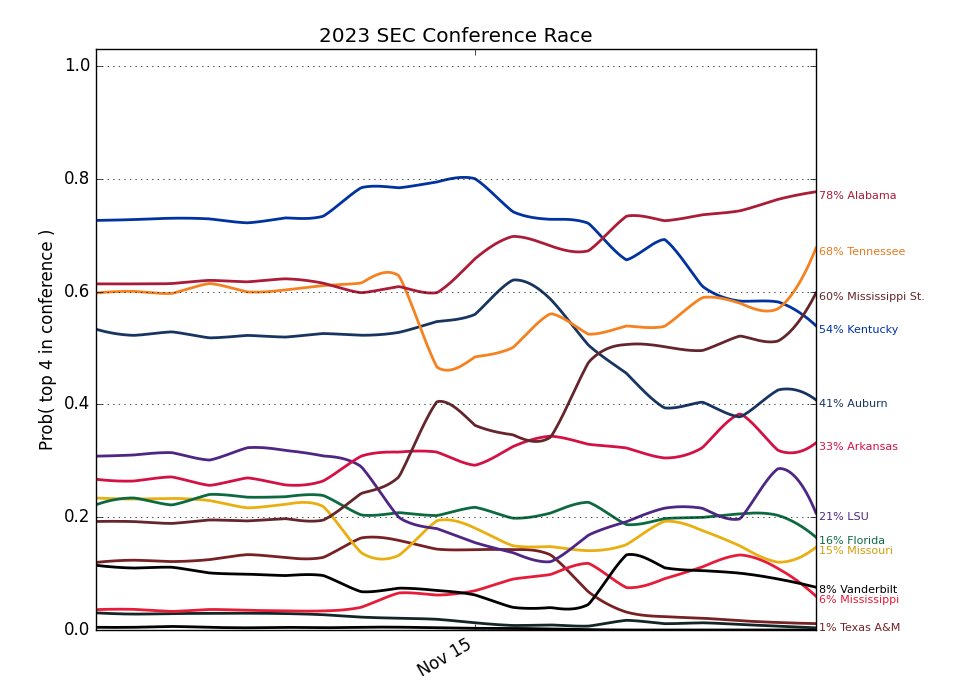 2023 SEC Conference Race
Prob( top 4 in conference )
1.0
0.8
0.6
0.4
0.2
0.0
Nov 15
78% Alabama
68% Tennessee
60% Mississippi St.
54% Kentucky
41% Auburn
33% Arkansas
21% LSU
16% Florida
15% Missouri
8% Vanderbilt
6% Mississippi
1% Texas A&M